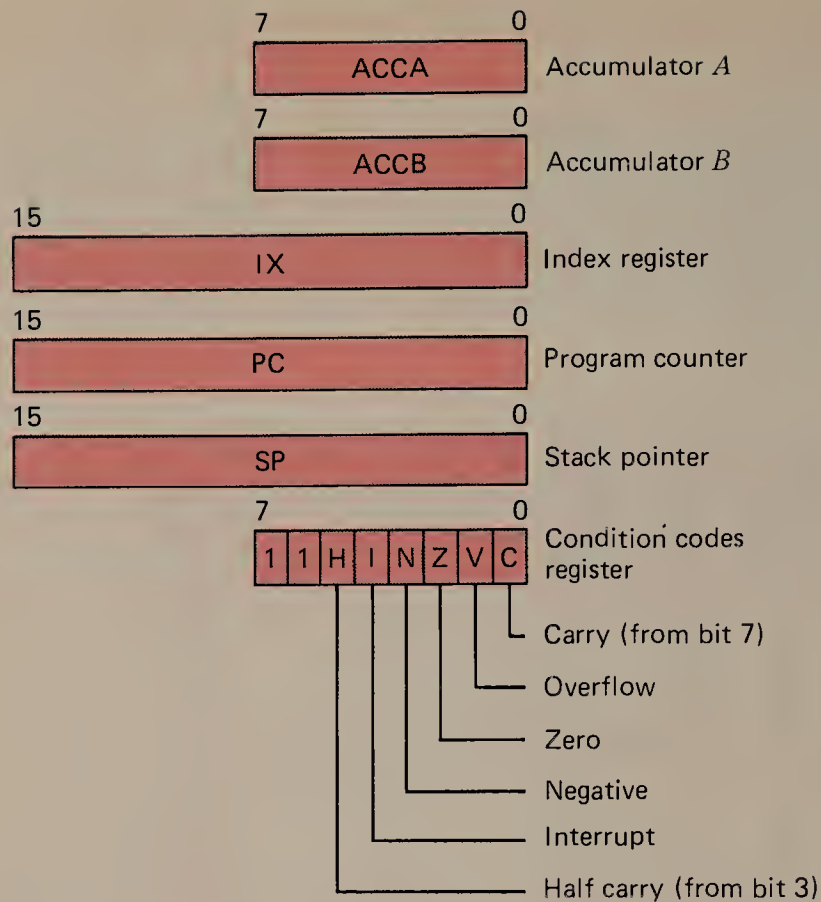 7 0
ACCA Accumulator A
7 0
ACCB Accumulator B
15 0
IX Index register
15 0
PC Program counter
15 0
SP Stack pointer
7 0
1 1 H I N Z V C Condition codes
register
Carry (from bit 7)
Overflow
Zero
Negative
Interrupt
Half carry (from bit 3)